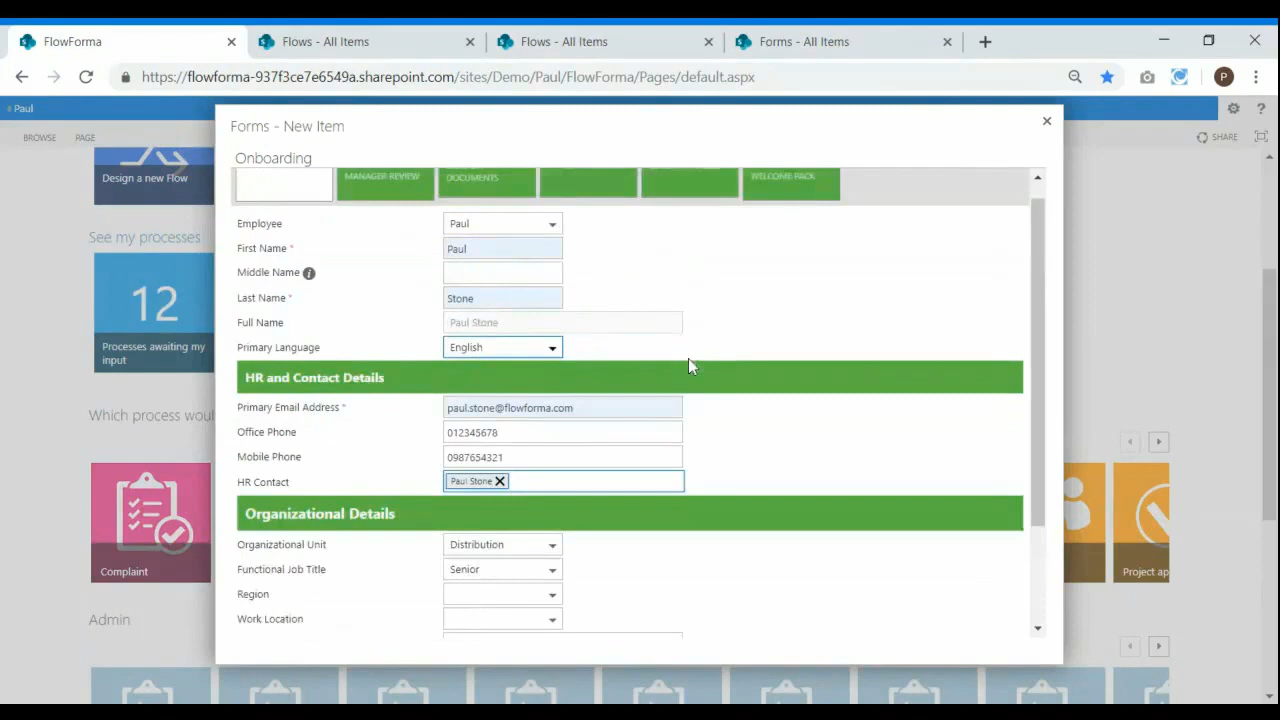 FlowForma
Flows - All Items
Flows - All Items
Forms - All Items
https://flowforma-937f3ce7e6549a.sharepoint.com/sites/Demo/Paul/FlowForma/Pages/default.aspx
P
Paul
BROWSE PAGE
SHARE
Design a new Flow
See my processes
12
Processes awaiting my
input
Which process wou
Complaint
Project ap
Admin
Forms - New Item
Onboarding
MANAGER REVIEW
DOCUMENTS
WELCOME PACK
Employee Paul
First Name * Paul
Middle Name i
Last Name * Stone
Full Name Paul Stone
Primary Language English
HR and Contact Details
Primary Email Address * paul.stone@flowforma.com
Office Phone 012345678
Mobile Phone 0987654321
HR Contact Paul Stone
Organizational Details
Organizational Unit Distribution
Functional Job Title Senior
Region
Work Location